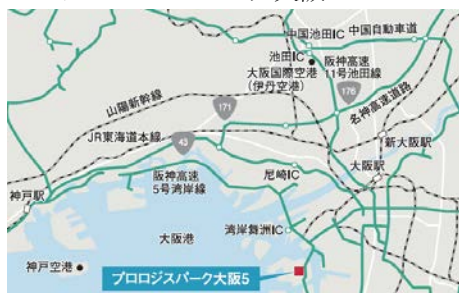 中国池田IC
中国自動車道
池田IC
大阪国際空港
(伊丹空港)
阪神高速
11号池田線
176
山陽新幹線
171
名神高速道路
JR東海道本線
43
新大阪駅
大阪駅
阪神高速
5号湾岸線
尼崎IC
神戸駅
大阪港
湾岸舞洲IC
神戸空港
プロロジスパーク大阪5